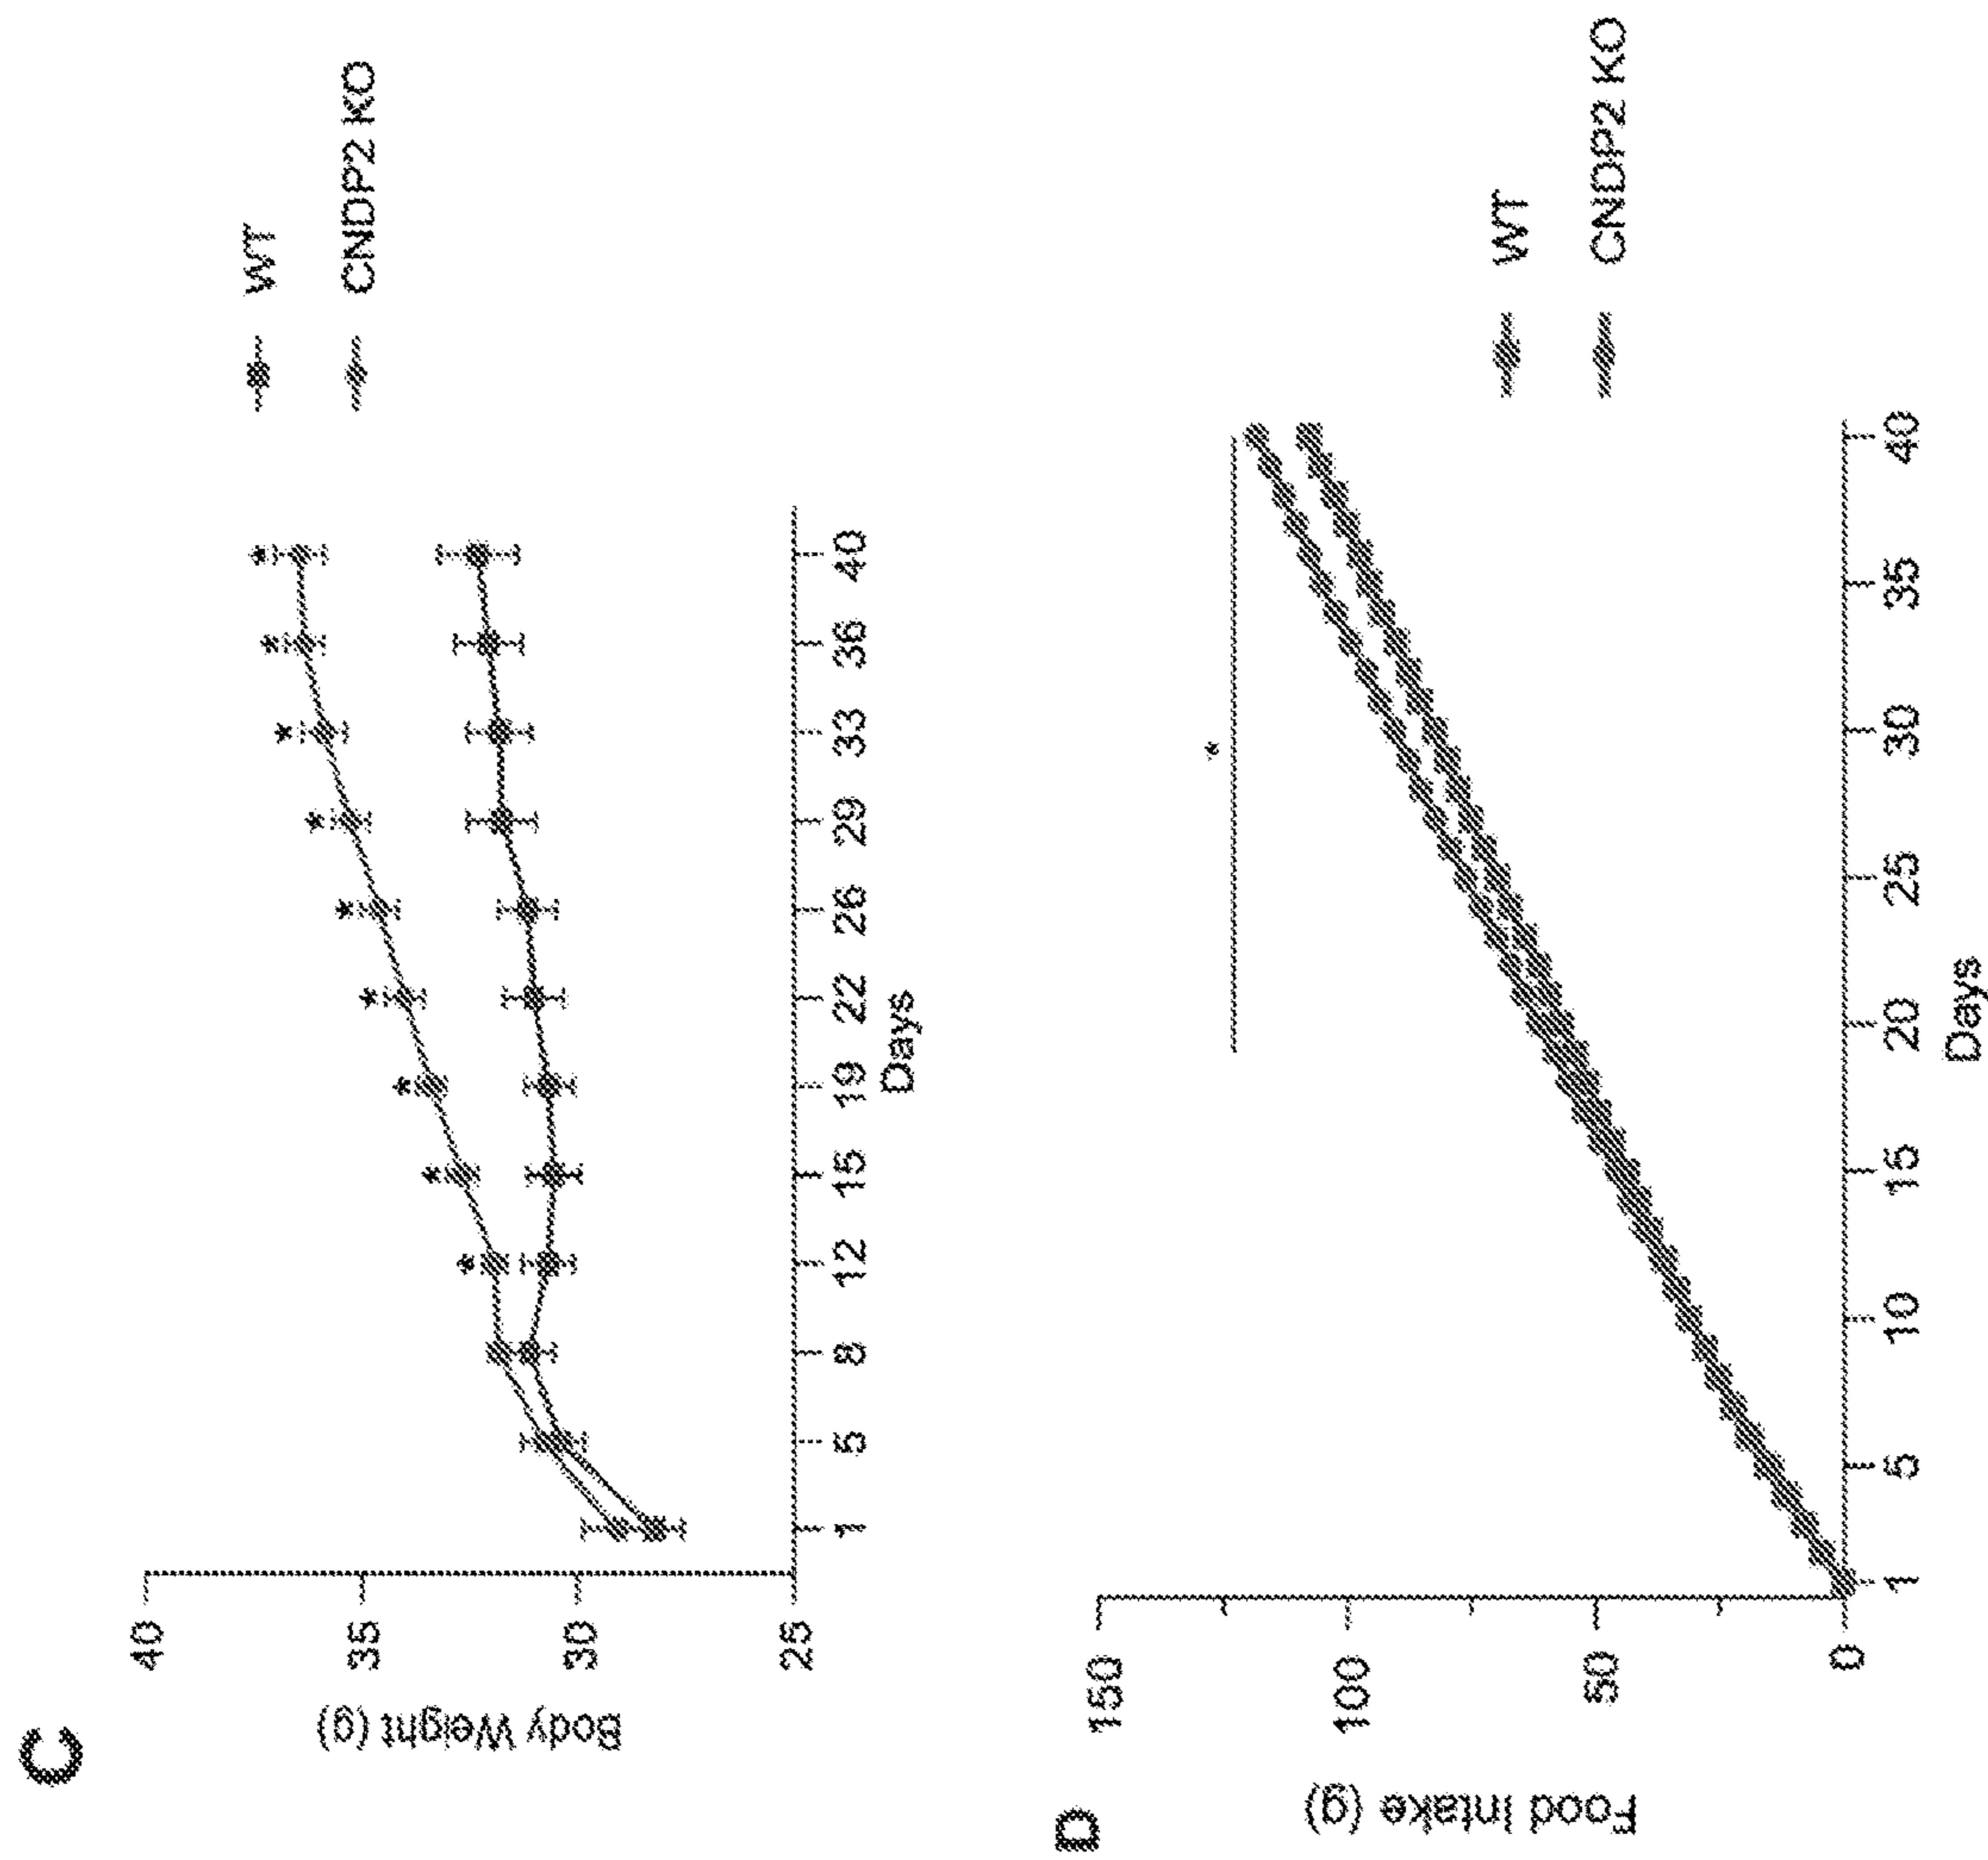 C
Body Weight (g)
40
35
30
25
1 5 8 12 15 19 22 26 29 33 36 40
Days
* * * * * * * * *
WT
CNDP2 KO
D
Food Intake (g)
150
100
50
0
1 5 10 15 20 25 30 35 40
Days
*
WT
CNDP2 KO